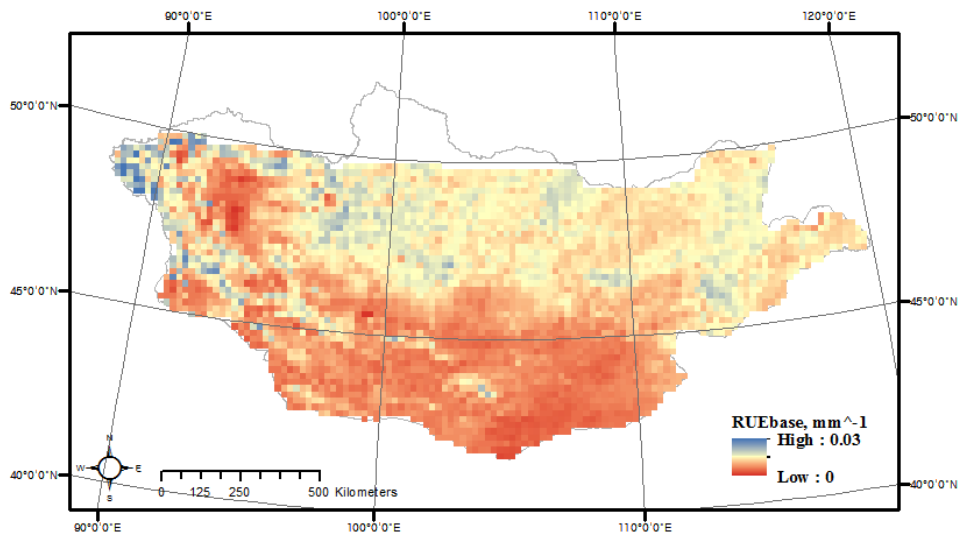 90°0'0"E 100°0'0"E 110°0'0"E 120°0'0"E
50°0'0"N 50°0'0"N
45°0'0"N 45°0'0"N
RUEbase, mm^-1
High : 0.03
Low : 0
N
W E
S
0 125 250 500 Kilometers
40°0'0"N 40°0'0"N
90°0'0"E 100°0'0"E 110°0'0"E